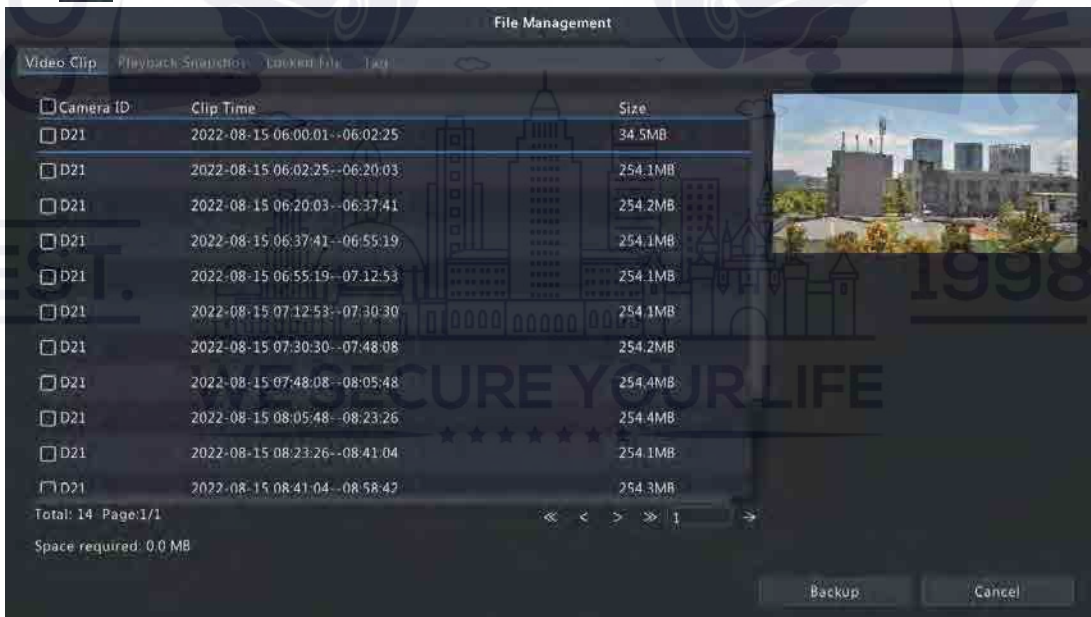 File Management
Video Clip Playback Snapshot Locked File Tag
Camera ID Clip Time Size
D21 2022-08-15 06:00:01--06:02:25 34.5MB
D21 2022-08-15 06:02:25--06:20:03 254.1MB
D21 2022-08-15 06:20:03--06:37:41 254.2MB
D21 2022-08-15 06:37:41--06:55:19 254.1MB
D21 2022-08-15 06:55:19--07:12:53 254.1MB
D21 2022-08-15 07:12:53--07:30:30 254.1MB
D21 2022-08-15 07:30:30--07:48:08 254.2MB
D21 2022-08-15 07:48:08--08:05:48 254.4MB
D21 2022-08-15 08:05:48--08:23:26 254.4MB
D21 2022-08-15 08:23:26--08:41:04 254.1MB
D21 2022-08-15 08:41:04--08:58:42 254.3MB
Total: 14 Page:1/1
« < > » 1 →
Space required: 0.0 MB
Backup Cancel
EST. 1998
WE SECURE YOUR LIFE